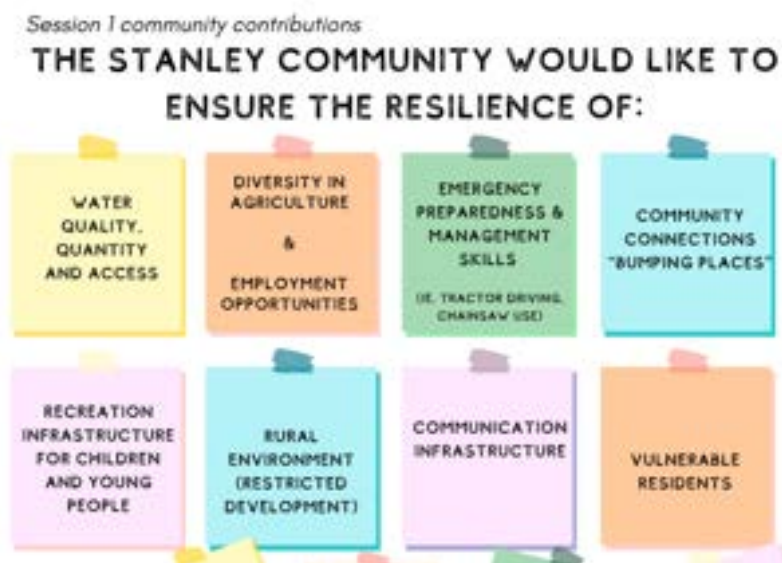 Session 1 community contributions
THE STANLEY COMMUNITY WOULD LIKE TO
ENSURE THE RESILIENCE OF:
WATER
QUALITY,
QUANTITY
AND ACCESS
DIVERSITY IN
AGRICULTURE
&
EMPLOYMENT
OPPORTUNITIES
EMERGENCY
PREPAREDNESS &
MANAGEMENT
SKILLS
(IE. TRACTOR DRIVING,
CHAINSAW USE)
COMMUNITY
CONNECTIONS
"BUMPING PLACES"
RECREATION
INFRASTRUCTURE
FOR CHILDREN
AND YOUNG
PEOPLE
RURAL
ENVIRONMENT
(RESTRICTED
DEVELOPMENT)
COMMUNICATION
INFRASTRUCTURE
VULNERABLE
RESIDENTS